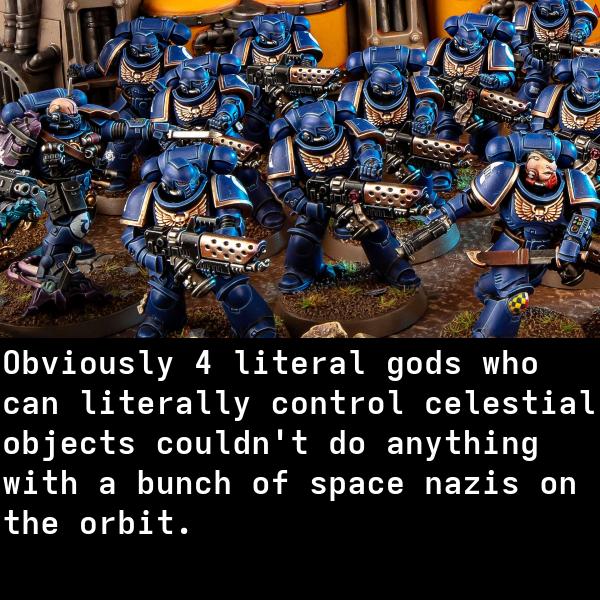 Obviously 4 literal gods who
can literally control celestial
objects couldn't do anything
with a bunch of space nazis on
the orbit.